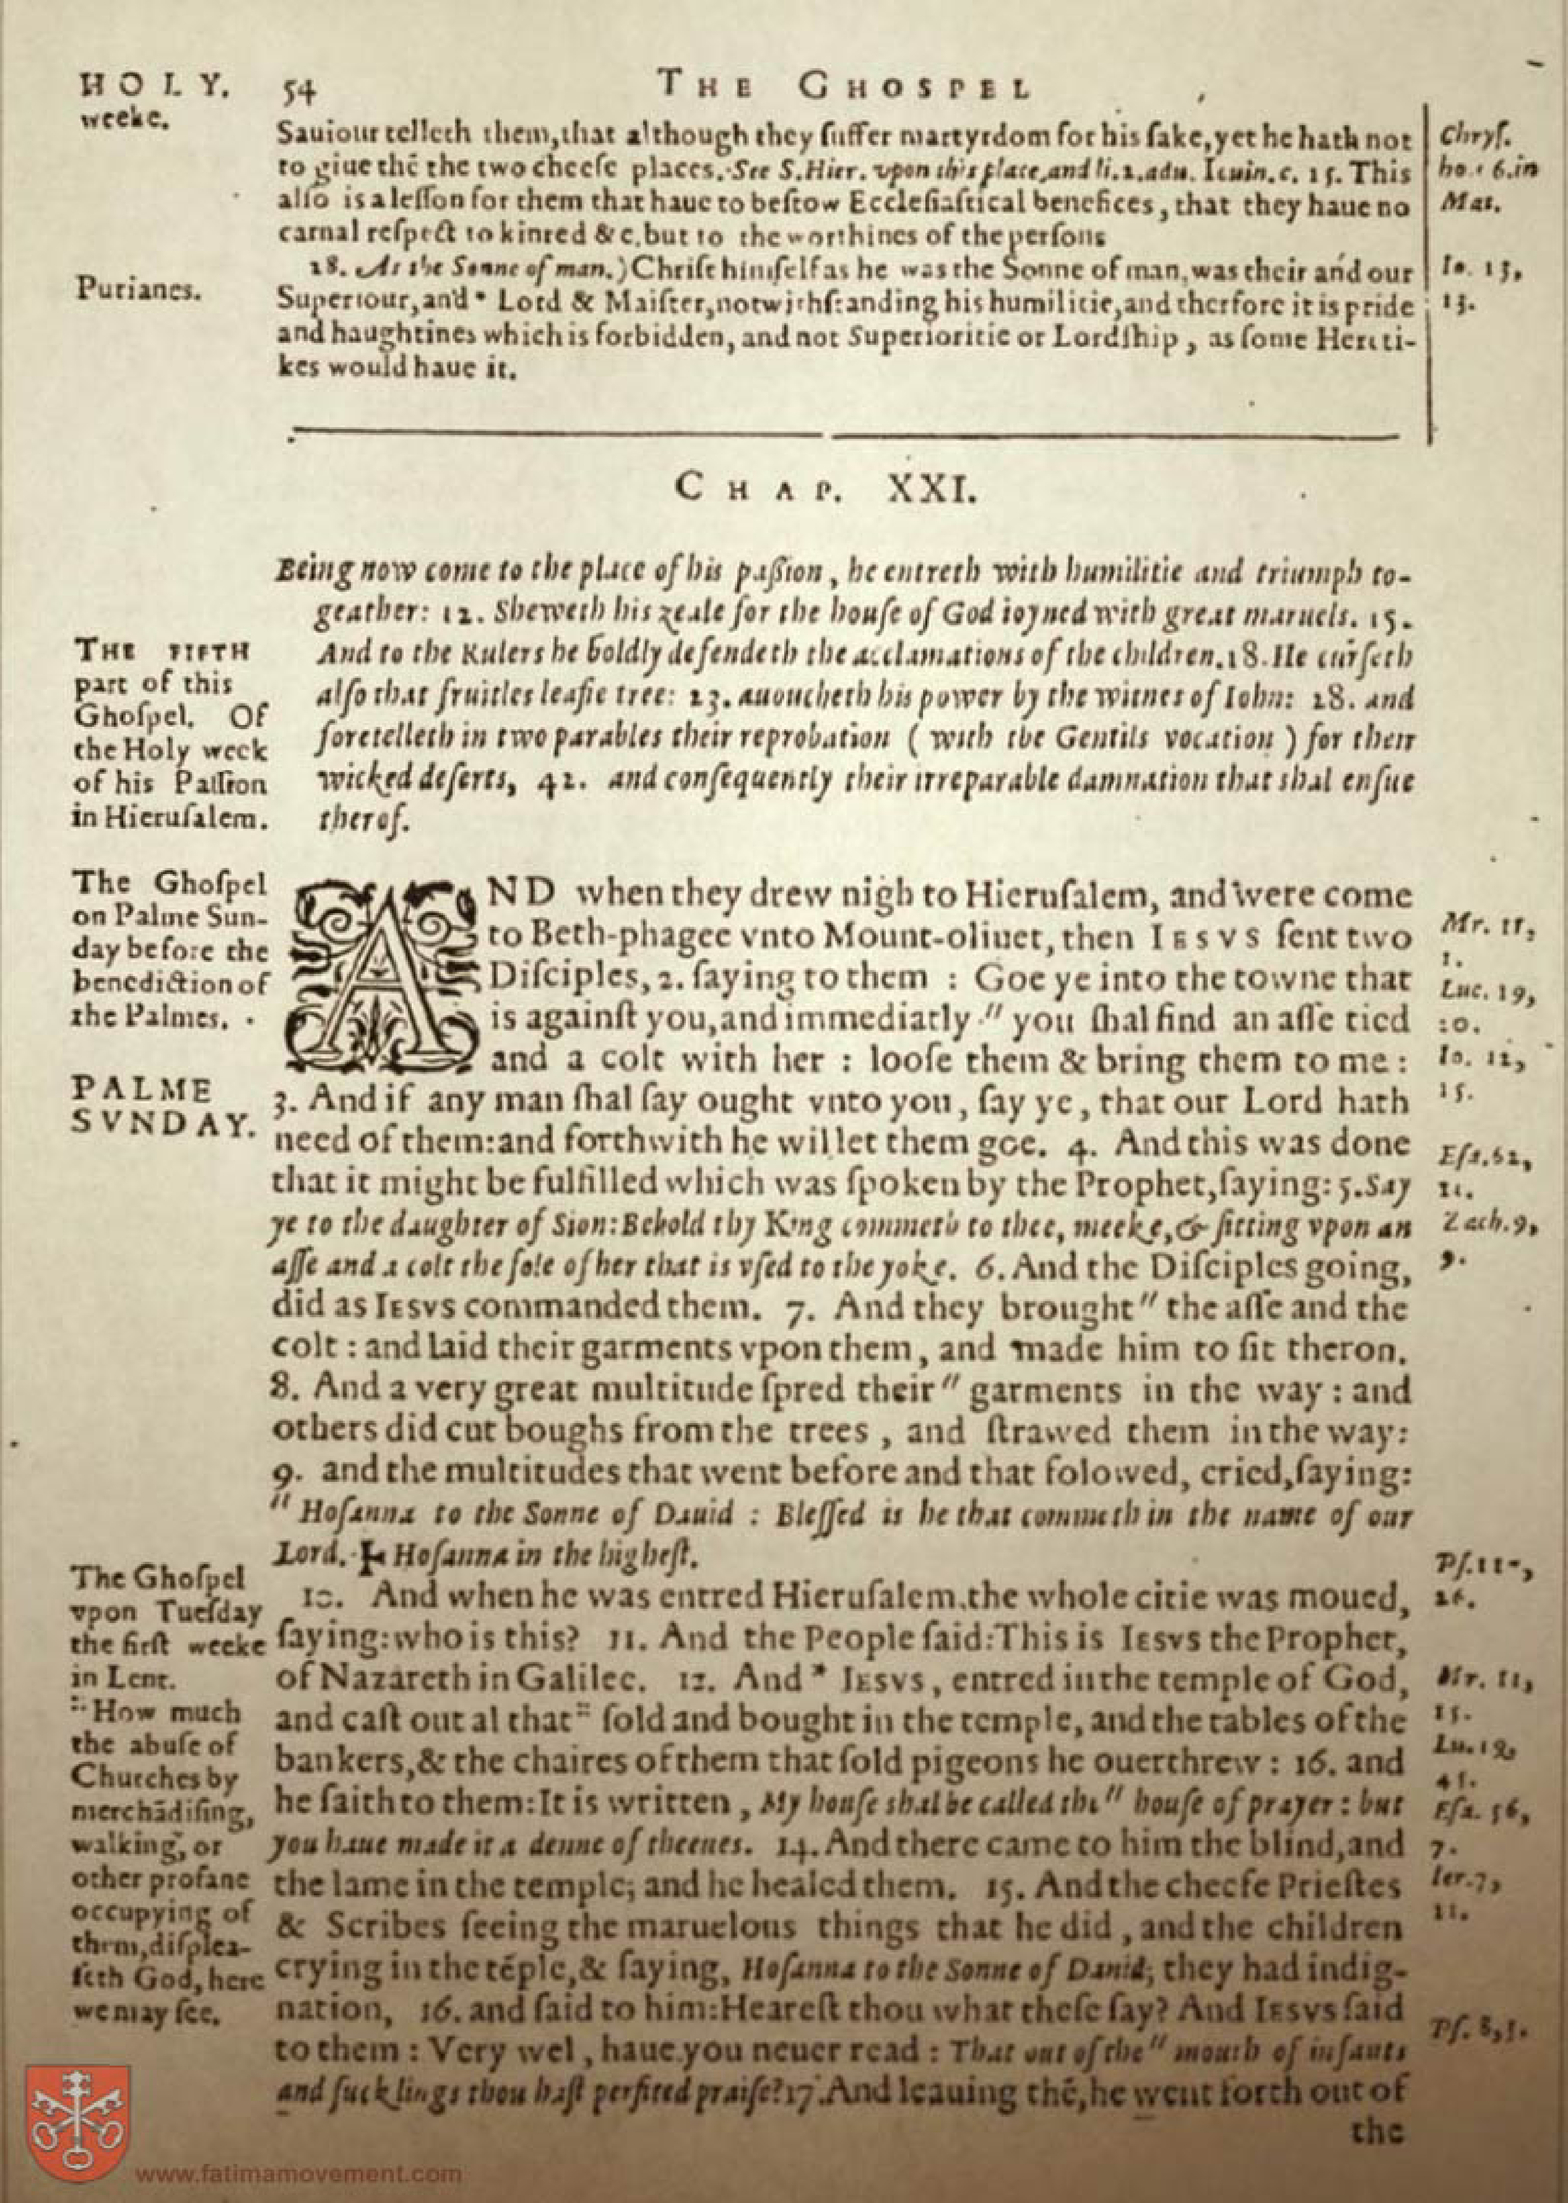 HOLY. 54 THE GHOSPEL
weeke.
Sauiour telleth them, that although they ſuffer martyrdom for his ſake, yet he hath not
to giue thē the two cheefe places. See S. Hier. vpon this place, and li. 1. adu. Iouin. c. 15. This
alſo is a leſſon for them that haue to beſtow Eccleſiaſtical benefices, that they haue no
carnal reſpect to kinred &c. but to the worthines of the perſons
28. As the Sonne of man.) Chriſt himſelf as he was the Sonne of man, was their and our
Superiour, and * Lord & Maiſter, notwithſtanding his humilitie, and therfore it is pride
and haughtines which is forbidden, and not Superioritie or Lordſhip, as ſome Hereti-
kes would haue it.
Chryſ.
ho. 6. in
Mat.
Puritanes.
Io. 13,
13.
CHAP. XXI.
Being now come to the place of his paſſion, he entreth with humilitie and triumph to-
geather: 12. Sheweth his zeale for the houſe of God ioyned with great maruels. 15.
And to the Rulers he boldly defendeth the acclamations of the children. 18. He curſeth
alſo that fruitles leafie tree: 23. auoucheth his power by the witnes of Iohn: 28. and
foretelleth in two parables their reprobation (with the Gentils vocation) for their
wicked deſerts, 42. and conſequently their irreparable damnation that shal enſue
therof.
THE FIFTH
part of this
Ghoſpel. Of
the Holy week
of his Paſſion
in Hieruſalem.
The Ghoſpel
on Palme Sun-
day before the
benediction of
the Palmes.
PALME
SVNDAY.
AND when they drew nigh to Hieruſalem, and were come
to Beth-phagee vnto Mount-oliuet, then IESVS ſent two
Diſciples, 2. ſaying to them : Goe ye into the towne that
is againſt you, and immediatly " you ſhal find an aſſe tied
and a colt with her : looſe them & bring them to me :
3. And if any man ſhal ſay ought vnto you, ſay ye, that our Lord hath
need of them: and forthwith he wil let them goe. 4. And this was done
that it might be fulfilled which was ſpoken by the Prophet, ſaying: 5. Say
ye to the daughter of Sion: Behold thy King commeth to thee, meeke, & ſitting vpon an
aſſe and a colt the fole of her that is vſed to the yoke. 6. And the Diſciples going,
did as IESVS commanded them. 7. And they brought " the aſſe and the
colt : and laid their garments vpon them, and made him to ſit theron.
8. And a very great multitude ſpred their " garments in the way : and
others did cut boughs from the trees, and ſtrawed them in the way:
9. and the multitudes that went before and that folowed, cried, ſaying:
" Hoſanna to the Sonne of Dauid : Bleſſed is he that commeth in the name of our
Lord. Hoſanna in the higheſt.
Mr. 11,
1.
Luc. 19,
Io. 12,
15.
Eſa. 62,
11.
Zach. 9,
9.
10. And when he was entred Hieruſalem, the whole citie was moued,
ſaying: who is this? 11. And the People ſaid: This is IESVS the Prophet,
of Nazareth in Galilee. 12. And * IESVS, entred in the temple of God,
and caſt out al that :: ſold and bought in the temple, and the tables of the
bankers, & the chaires of them that ſold pigeons he ouerthrew : 16. and
he ſaith to them: It is written, My houſe shal be called the " houſe of prayer : but
you haue made it a denne of theeues. 14. And there came to him the blind, and
the lame in the temple; and he healed them. 15. And the cheefe Prieſtes
& Scribes ſeeing the maruelous things that he did, and the children
crying in the tēple, & ſaying, Hoſanna to the Sonne of Dauid; they had indig-
nation, 16. and ſaid to him: Heareſt thou what theſe ſay? And IESVS ſaid
to them : Very wel, haue you neuer read : That out of the " mouth of infants
and ſucklings thou haſt perfited praiſe? 17. And leauing thē, he went forth out of
the
The Ghoſpel
vpon Tueſday
the firſt weeke
in Lent.
:: How much
the abuſe of
Churches by
merchādiſing,
walking, or
other profane
occupying of
them, diſplea-
ſeth God, here
we may ſee.
26.
Mr. 11,
15.
Lu. 19,
45.
Eſa. 56,
7.
Ier. 7,
11.
Pſ. 8, 3.
www.fatimamovement.com